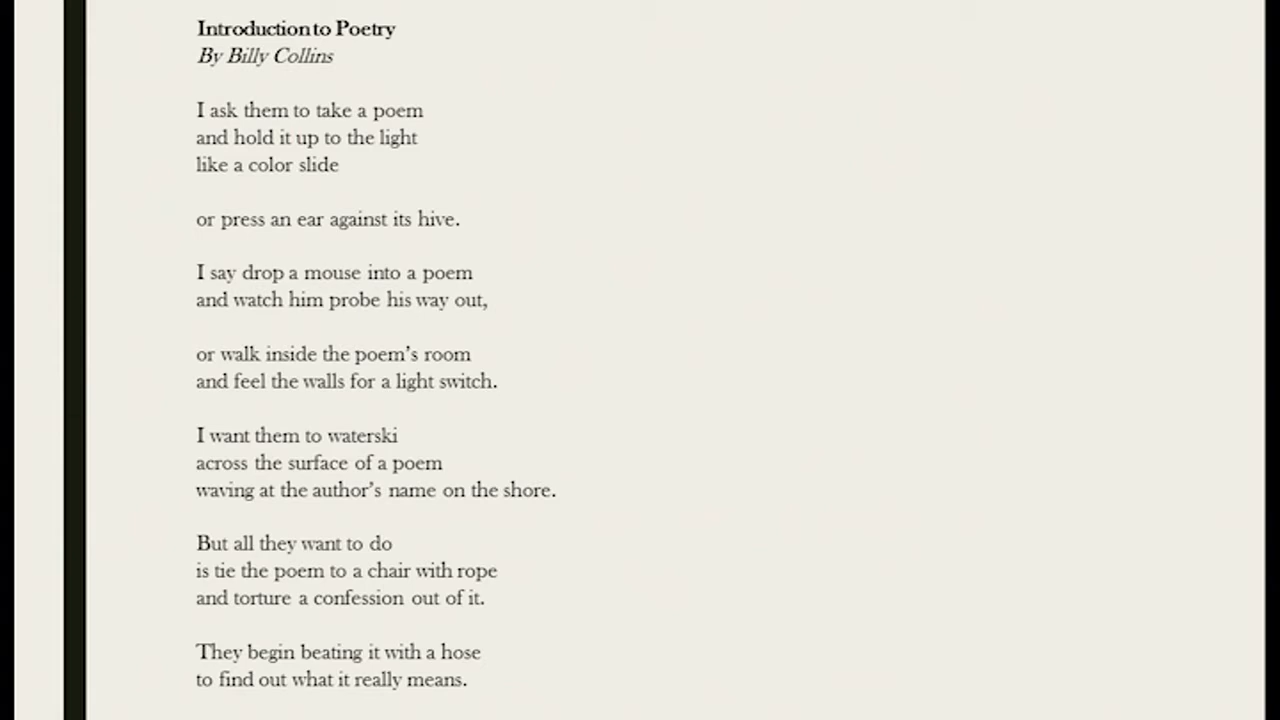 Introduction to Poetry
By Billy Collins
I ask them to take a poem
and hold it up to the light
like a color slide
or press an ear against its hive.
I say drop a mouse into a poem
and watch him probe his way out,
or walk inside the poem’s room
and feel the walls for a light switch.
I want them to waterski
across the surface of a poem
waving at the author’s name on the shore.
But all they want to do
is tie the poem to a chair with rope
and torture a confession out of it.
They begin beating it with a hose
to find out what it really means.